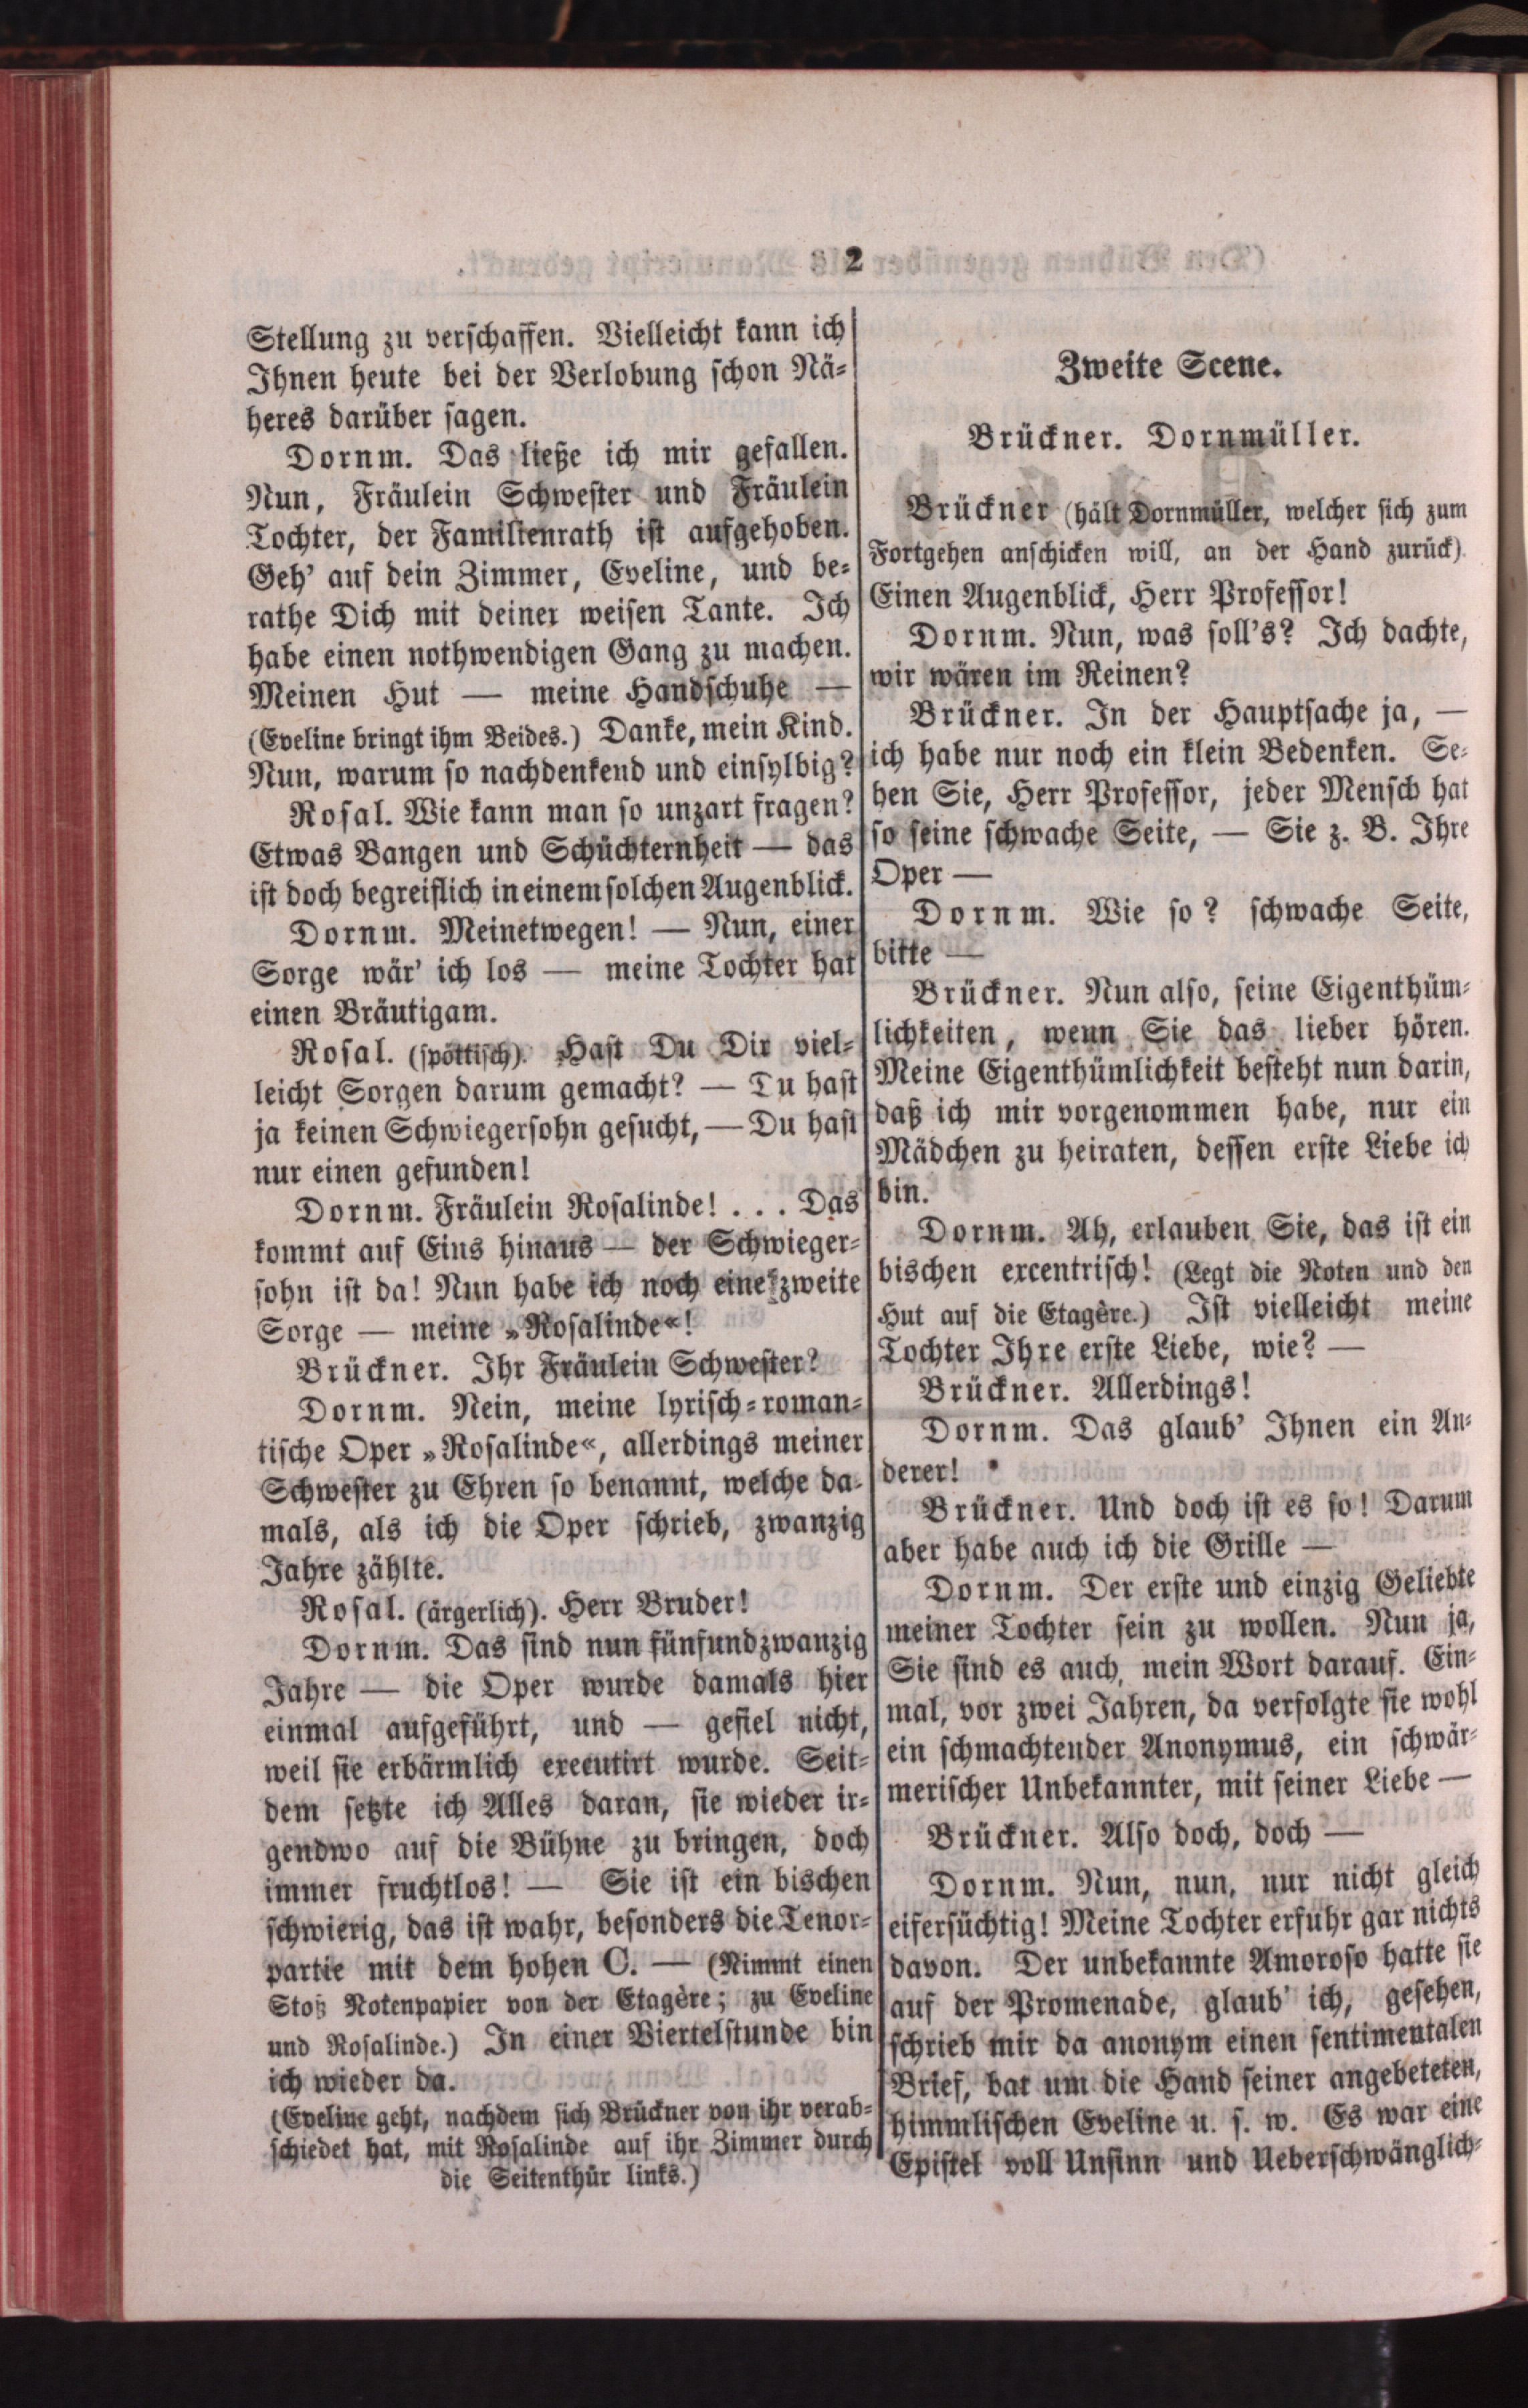 2
Stellung zu verschaffen. Vielleicht kann ich
Ihnen heute bei der Verlobung schon Nä-
heres darüber sagen.
Dornm. Das ließe ich mir gefallen.
Nun, Fräulein Schwester und Fräulein
Tochter, der Familienrath ist aufgehoben.
Geh' auf dein Zimmer, Eveline, und be-
rathe Dich mit deiner weisen Tante. Ich
habe einen nothwendigen Gang zu machen.
Meinen Hut — meine Handschuhe —
(Eveline bringt ihm Beides.) Danke, mein Kind.
Nun, warum so nachdenkend und einsylbig?
Rosal. Wie kann man so unzart fragen?
Etwas Bangen und Schüchternheit — das
ist doch begreiflich in einem solchen Augenblick.
Dornm. Meinetwegen! — Nun, einer
Sorge wär' ich los — meine Tochter hat
einen Bräutigam.
Rosal. (spöttisch). Hast Du Dir viel-
leicht Sorgen darum gemacht? — Du hast
ja keinen Schwiegersohn gesucht, — Du hast
nur einen gefunden!
Dornm. Fräulein Rosalinde! . . . Das
kommt auf Eins hinaus — der Schwieger-
sohn ist da! Nun habe ich noch eine zweite
Sorge — meine »Rosalinde«!
Brückner. Ihr Fräulein Schwester?
Dornm. Nein, meine lyrisch-roman-
tische Oper »Rosalinde«, allerdings meiner
Schwester zu Ehren so benannt, welche da-
mals, als ich die Oper schrieb, zwanzig
Jahre zählte.
Rosal. (ärgerlich). Herr Bruder!
Dornm. Das sind nun fünfundzwanzig
Jahre — die Oper wurde damals hier
einmal aufgeführt, und — gefiel nicht,
weil sie erbärmlich executirt wurde. Seit-
dem setzte ich Alles daran, sie wieder ir-
gendwo auf die Bühne zu bringen, doch
immer fruchtlos! — Sie ist ein bischen
schwierig, das ist wahr, besonders die Tenor-
partie mit dem hohen C. — (Nimmt einen
Stoß Notenpapier von der Etagère; zu Eveline
und Rosalinde.) In einer Viertelstunde bin
ich wieder da.
(Eveline geht, nachdem sich Brückner von ihr verab-
schiedet hat, mit Rosalinde auf ihr Zimmer durch
die Seitenthür links.)
Zweite Scene.
Brückner. Dornmüller.
Brückner (hält Dornmüller, welcher sich zum
Fortgehen anschicken will, an der Hand zurück).
Einen Augenblick, Herr Professor!
Dornm. Nun, was soll's? Ich dachte,
wir wären im Reinen?
Brückner. In der Hauptsache ja, —
ich habe nur noch ein klein Bedenken. Se-
hen Sie, Herr Professor, jeder Mensch hat
so seine schwache Seite, — Sie z. B. Ihre
Oper —
Dornm. Wie so? schwache Seite,
bitte —
Brückner. Nun also, seine Eigenthüm-
lichkeiten, wenn Sie das lieber hören.
Meine Eigenthümlichkeit besteht nun darin,
daß ich mir vorgenommen habe, nur ein
Mädchen zu heiraten, dessen erste Liebe ich
bin.
Dornm. Ah, erlauben Sie, das ist ein
bischen excentrisch! (Legt die Noten und den
Hut auf die Etagère.) Ist vielleicht meine
Tochter Ihre erste Liebe, wie? —
Brückner. Allerdings!
Dornm. Das glaub' Ihnen ein An-
derer!
Brückner. Und doch ist es so! Darum
aber habe auch ich die Grille —
Dornm. Der erste und einzig Geliebte
meiner Tochter sein zu wollen. Nun ja,
Sie sind es auch, mein Wort darauf. Ein-
mal, vor zwei Jahren, da verfolgte sie wohl
ein schmachtender Anonymus, ein schwär-
merischer Unbekannter, mit seiner Liebe —
Brückner. Also doch, doch —
Dornm. Nun, nun, nur nicht gleich
eifersüchtig! Meine Tochter erfuhr gar nichts
davon. Der unbekannte Amoroso hatte sie
auf der Promenade, glaub' ich, gesehen,
schrieb mir da anonym einen sentimentalen
Brief, bat um die Hand seiner angebeteten,
himmlischen Eveline u. s. w. Es war eine
Epistel voll Unsinn und Ueberschwänglich-